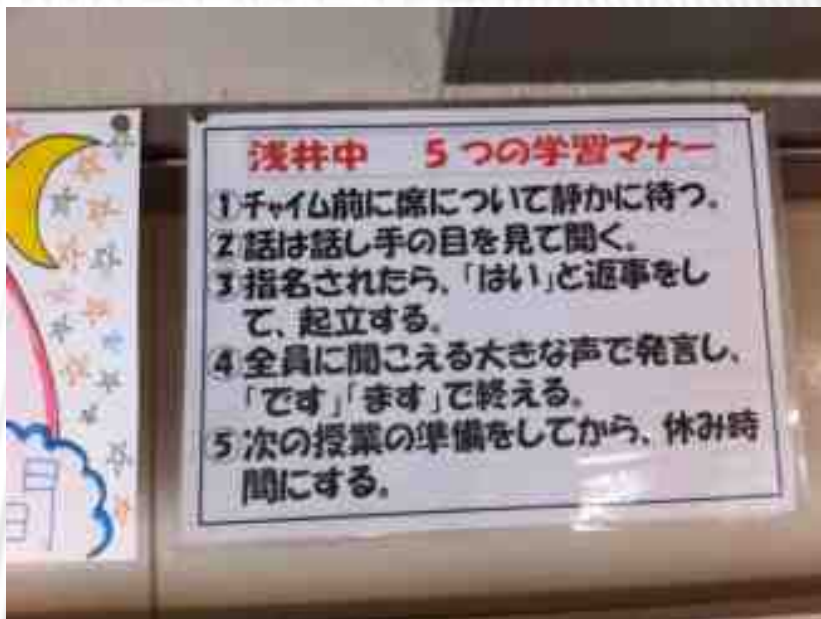 浅井中　5つの学習マナー
①チャイム前に席について静かに待つ。
②話は話し手の目を見て聞く。
③指名されたら、「はい」と返事をし
て、起立する。
④全員に聞こえる大きな声で発言し、
「です」「ます」で終える。
⑤次の授業の準備をしてから、休み時
間にする。